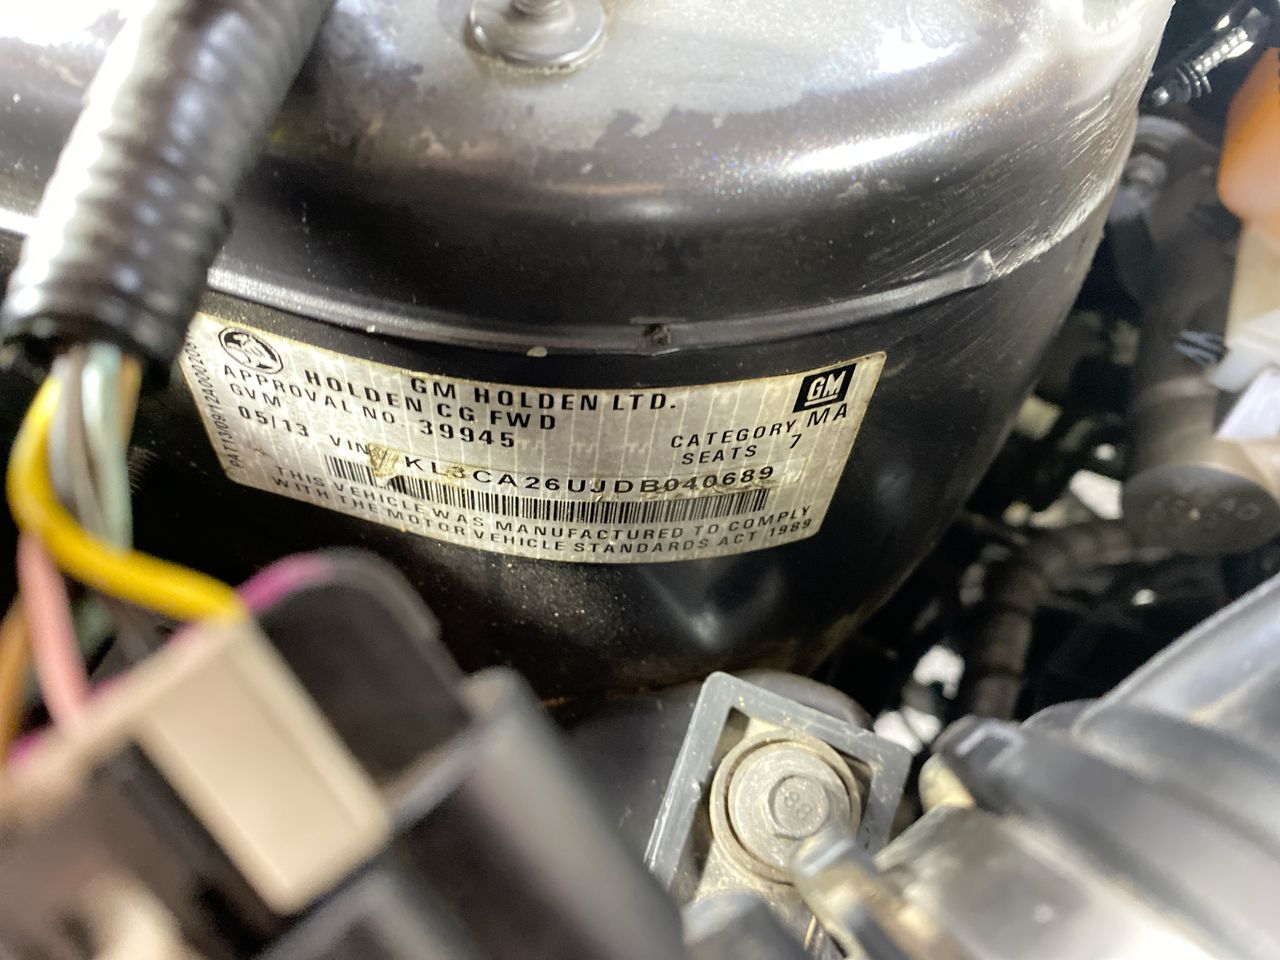 GM HOLDEN LTD.
HOLDEN CG FWD
APPROVAL NO. 39945
GVM
05/13 VIN KL3CA26UJDB040689
CATEGORY MA
SEATS 7
THIS VEHICLE WAS MANUFACTURED TO COMPLY
WITH THE MOTOR VEHICLE STANDARDS ACT 1989
GM